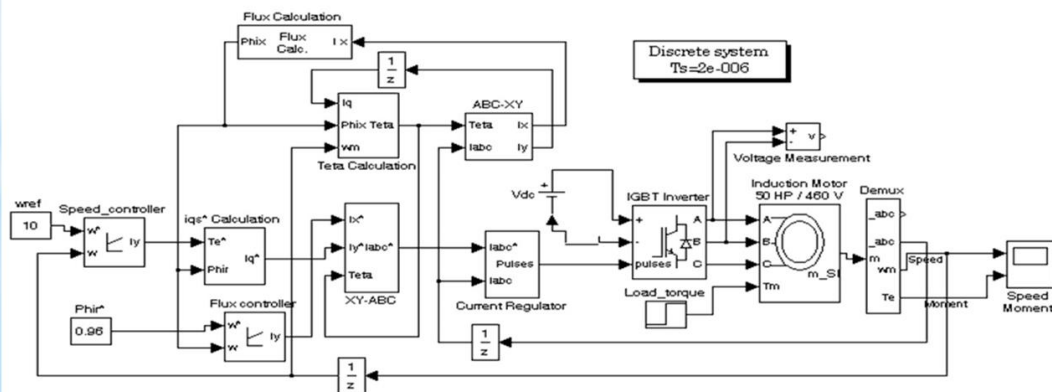 Flux Calculation
Phix Flux Calc. Ix
Discrete system
Ts=2e-006
1
z
Iq
Phix Teta
wm
Teta Calculation
ABC-XY
Teta Ix
Iabc Iy
+ v
-
Voltage Measurement
Vdc
+
IGBT Inverter
+ A
- B
pulses C
Induction Motor
50 HP / 460 V
A
B
C
m_SI
Tm
Demux
_abc
_abc
m
wm
Te
Speed
Moment
Speed
Moment
wref
10
Speed_controller
w* Iy
w
iqs* Calculation
Te* Iq*
Phir
Ix*
Iy* Iabc*
Teta
XY-ABC
Iabc* Pulses
Iabc
Current Regulator
Load_torque
Phir*
0.96
Flux controller
w* Iy
w
1
z
1
z